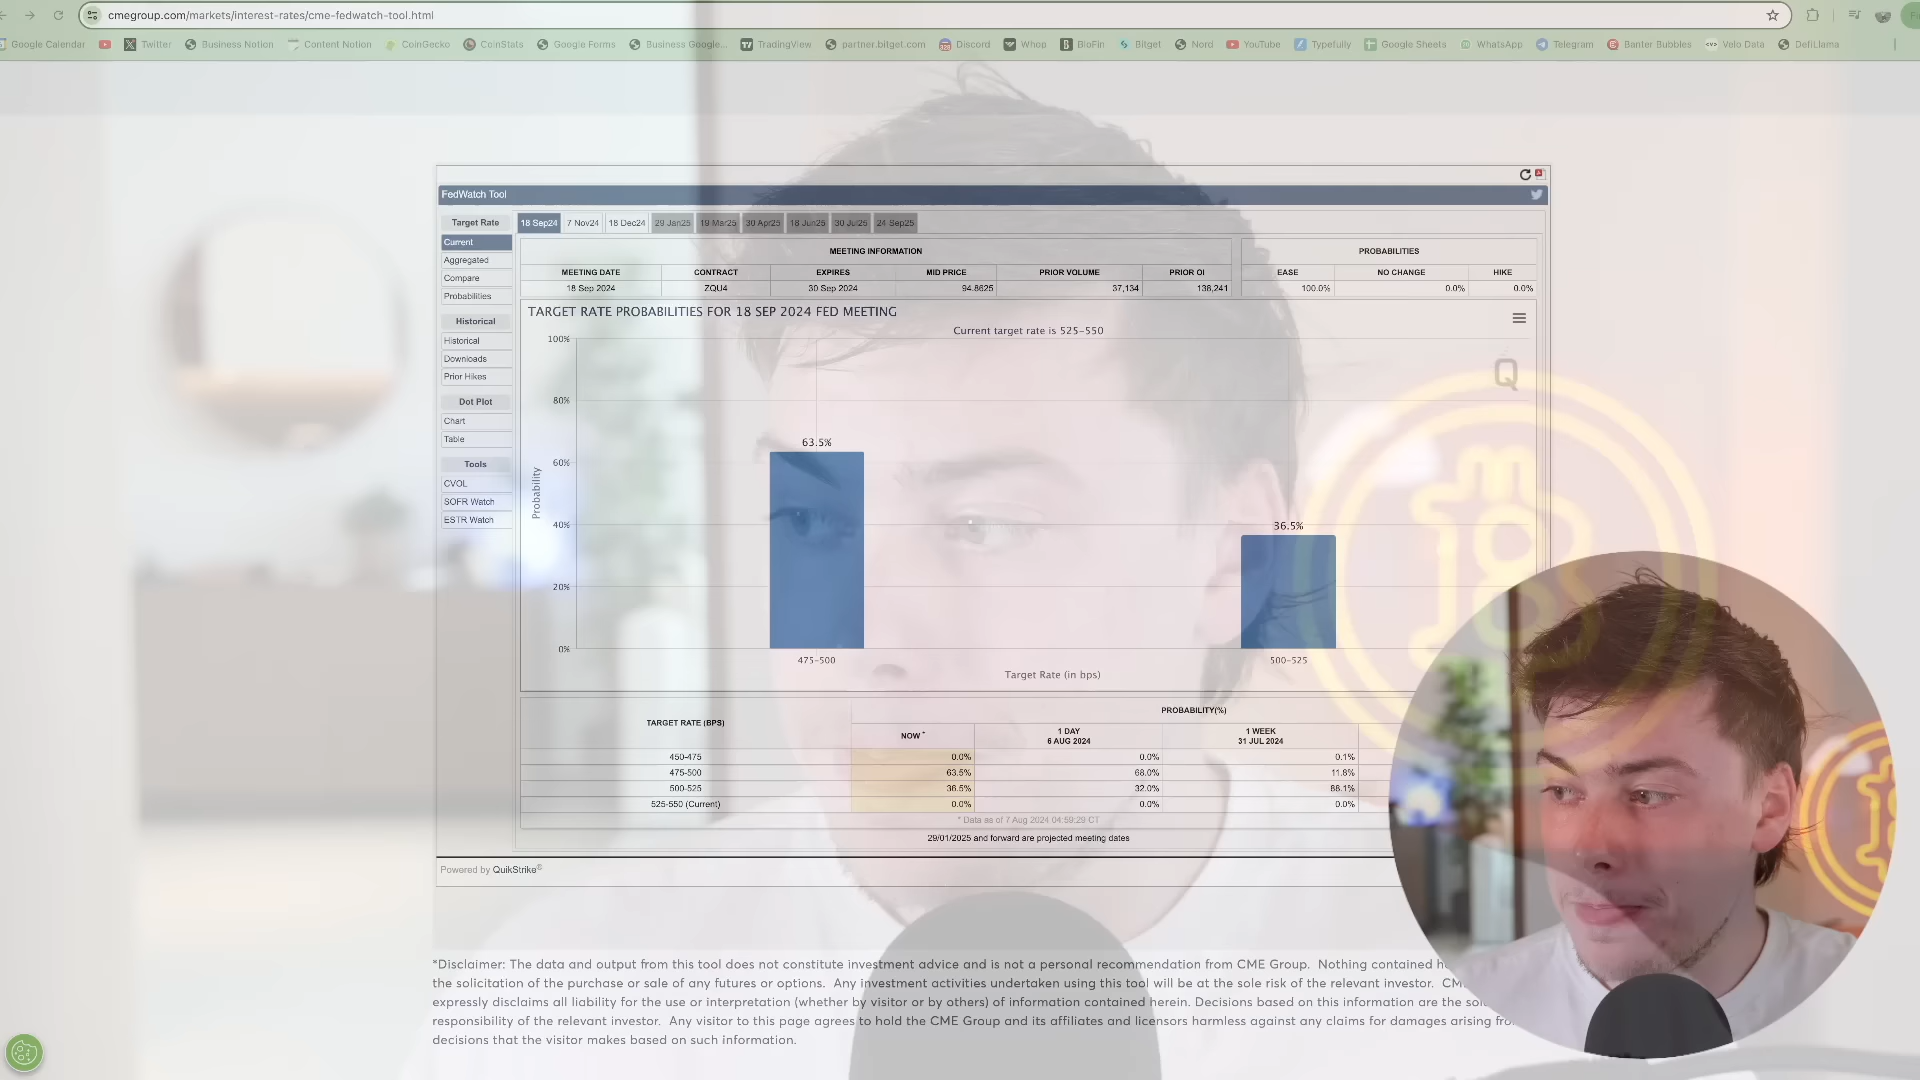 cmegroup.com/markets/interest-rates/cme-fedwatch-tool.html
Google Calendar Twitter Business Notion Content Notion CoinGecko CoinStats Google Forms Business Google... TradingView partner.bitget.com Discord Whop BloFin Bitget Nord YouTube Typefully Google Sheets WhatsApp Telegram Banter Bubbles Velo Data DefiLlama
FedWatch Tool
Target Rate
Current
Aggregated
Compare
Probabilities
Historical
Historical
Downloads
Prior Hikes
Dot Plot
Chart
Table
Tools
CVOL
SOFR Watch
ESTR Watch
18 Sep24 7 Nov24 18 Dec24 29 Jan25 19 Mar25 30 Apr25 18 Jun25 30 Jul25 24 Sep25
MEETING INFORMATION PROBABILITIES
MEETING DATE CONTRACT EXPIRES MID PRICE PRIOR VOLUME PRIOR OI EASE NO CHANGE HIKE
18 Sep 2024 ZQU4 30 Sep 2024 94.8625 37,134 138,241 100.0% 0.0% 0.0%
TARGET RATE PROBABILITIES FOR 18 SEP 2024 FED MEETING
Current target rate is 525-550
100%
80%
60%
40%
20%
0%
Probability
63.5%
36.5%
475-500 500-525
Target Rate (in bps)
Q
TARGET RATE (BPS) PROBABILITY(%)
NOW * 1 DAY 6 AUG 2024 1 WEEK 31 JUL 2024
450-475 0.0% 0.0% 0.1%
475-500 63.5% 68.0% 11.8%
500-525 36.5% 32.0% 88.1%
525-550 (Current) 0.0% 0.0% 0.0%
* Data as of 7 Aug 2024 04:59:29 CT
29/01/2025 and forward are projected meeting dates
Powered by QuikStrike®
*Disclaimer: The data and output from this tool does not constitute investment advice and is not a personal recommendation from CME Group. Nothing contained
the solicitation of the purchase or sale of any futures or options. Any investment activities undertaken using this tool will be at the sole risk of the relevant investor.
expressly disclaims all liability for the use or interpretation (whether by visitor or by others) of information contained herein. Decisions based on this information are the
responsibility of the relevant investor. Any visitor to this page agrees to hold the CME Group and its affiliates and licensors harmless against any claims for damages arising
decisions that the visitor makes based on such information.